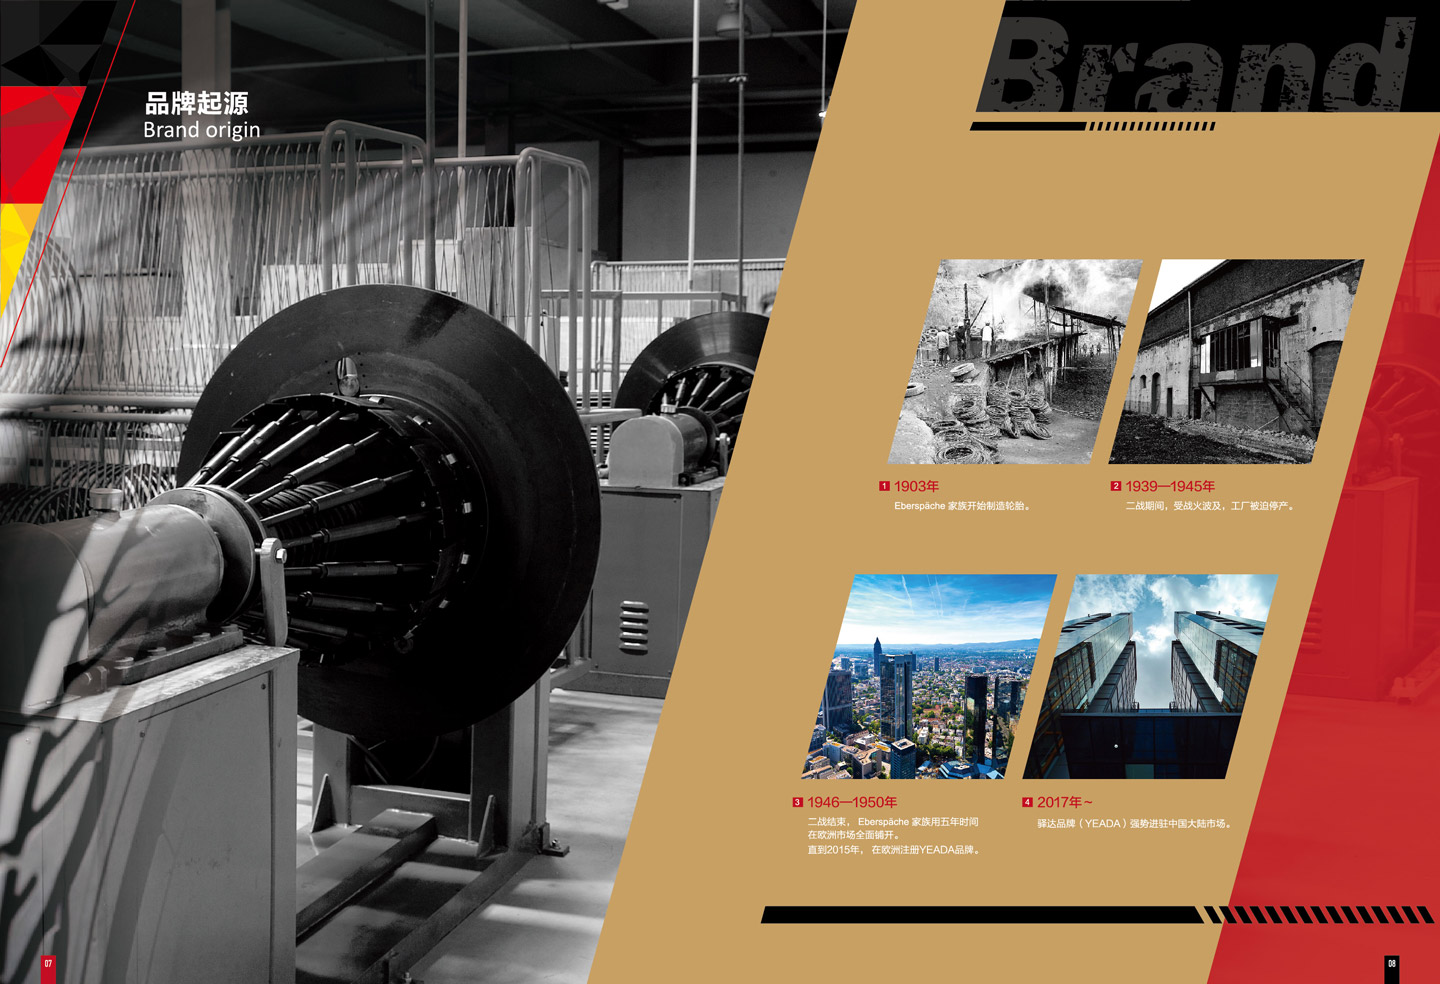 品牌起源
Brand origin
Brand
1 1903年
Eberspäche 家族开始制造轮胎。
2 1939—1945年
二战期间，受战火波及，工厂被迫停产。
3 1946—1950年
二战结束， Eberspäche 家族用五年时间
在欧洲市场全面铺开。
直到2015年， 在欧洲注册YEADA品牌。
4 2017年~
驿达品牌（YEADA）强势进驻中国大陆市场。
07
08